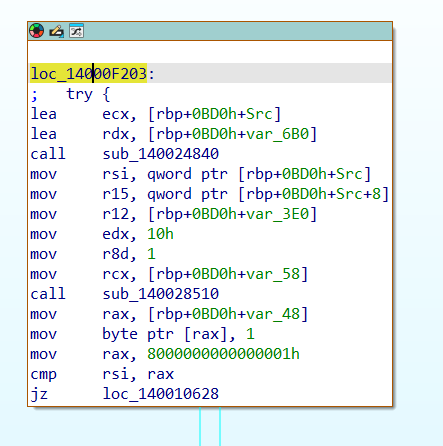 loc_14000F203:
;   try {
lea     ecx, [rbp+0BD0h+Src]
lea     rdx, [rbp+0BD0h+var_6B0]
call    sub_140024840
mov     rsi, qword ptr [rbp+0BD0h+Src]
mov     r15, qword ptr [rbp+0BD0h+Src+8]
mov     r12, [rbp+0BD0h+var_3E0]
mov     edx, 10h
mov     r8d, 1
mov     rcx, [rbp+0BD0h+var_58]
call    sub_140028510
mov     rax, [rbp+0BD0h+var_48]
mov     byte ptr [rax], 1
mov     rax, 8000000000000001h
cmp     rsi, rax
jz      loc_140010628